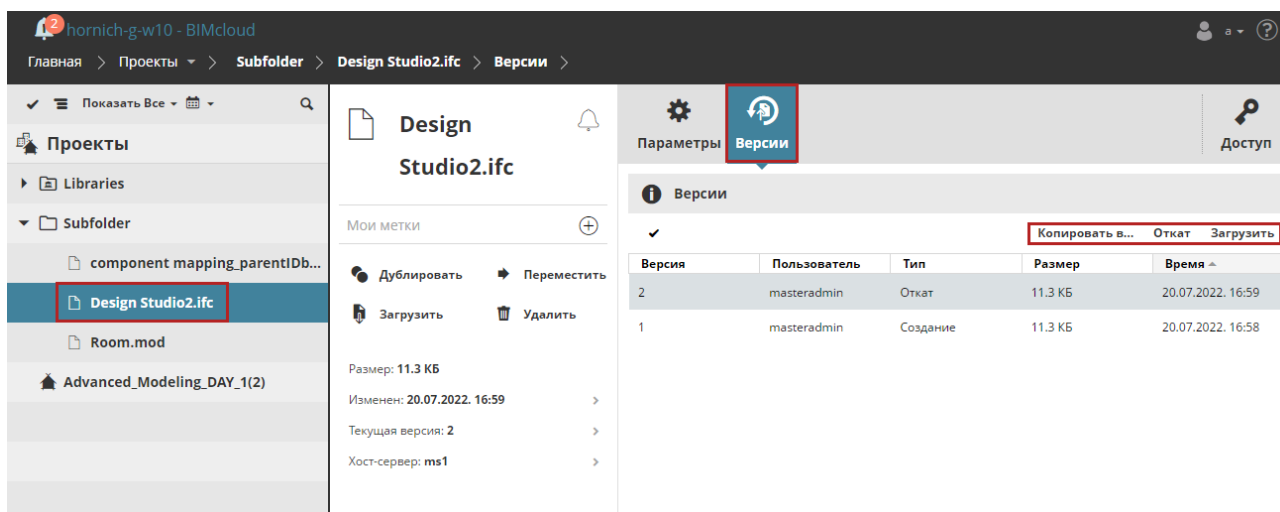 2
hornich-g-w10 - BIMcloud
a
Главная > Проекты > Subfolder > Design Studio2.ifc > Версии >
Показать Все
Проекты
Libraries
Subfolder
component mapping_parentIDb...
Design Studio2.ifc
Room.mod
Advanced_Modeling_DAY_1(2)
Design
Studio2.ifc
Мои метки
Дублировать Переместить
Загрузить Удалить
Размер: 11.3 КБ
Изменен: 20.07.2022. 16:59
Текущая версия: 2
Хост-сервер: ms1
Параметры Версии Доступ
Версии
Копировать в... Откат Загрузить
Версия Пользователь Тип Размер Время
2 masteradmin Откат 11.3 КБ 20.07.2022. 16:59
1 masteradmin Создание 11.3 КБ 20.07.2022. 16:58